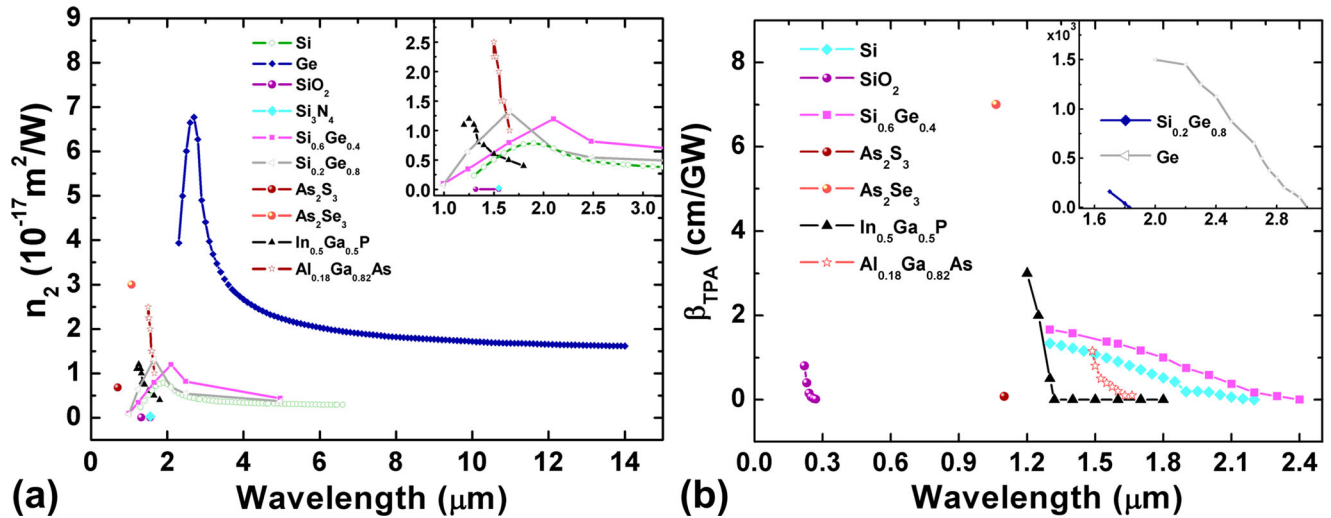 9
8
7
6
5
4
3
2
1
0
n₂ (10⁻¹⁷m²/W)
Si
Ge
SiO₂
Si₃N₄
Si₀.₆Ge₀.₄
Si₀.₂Ge₀.₈
As₂S₃
As₂Se₃
In₀.₅Ga₀.₅P
Al₀.₁₈Ga₀.₈₂As
2.5
2.0
1.5
1.0
0.5
0.0
1.0 1.5 2.0 2.5 3.0
0 2 4 6 8 10 12 14
(a) Wavelength (μm)
8
6
4
2
0
β_TPA (cm/GW)
Si
SiO₂
Si₀.₆Ge₀.₄
As₂S₃
As₂Se₃
In₀.₅Ga₀.₅P
Al₀.₁₈Ga₀.₈₂As
x10³
1.5
1.0
0.5
0.0
Si₀.₂Ge₀.₈
Ge
1.6 2.0 2.4 2.8
0.0 0.3 0.6 0.9 1.2 1.5 1.8 2.1 2.4
(b) Wavelength (μm)